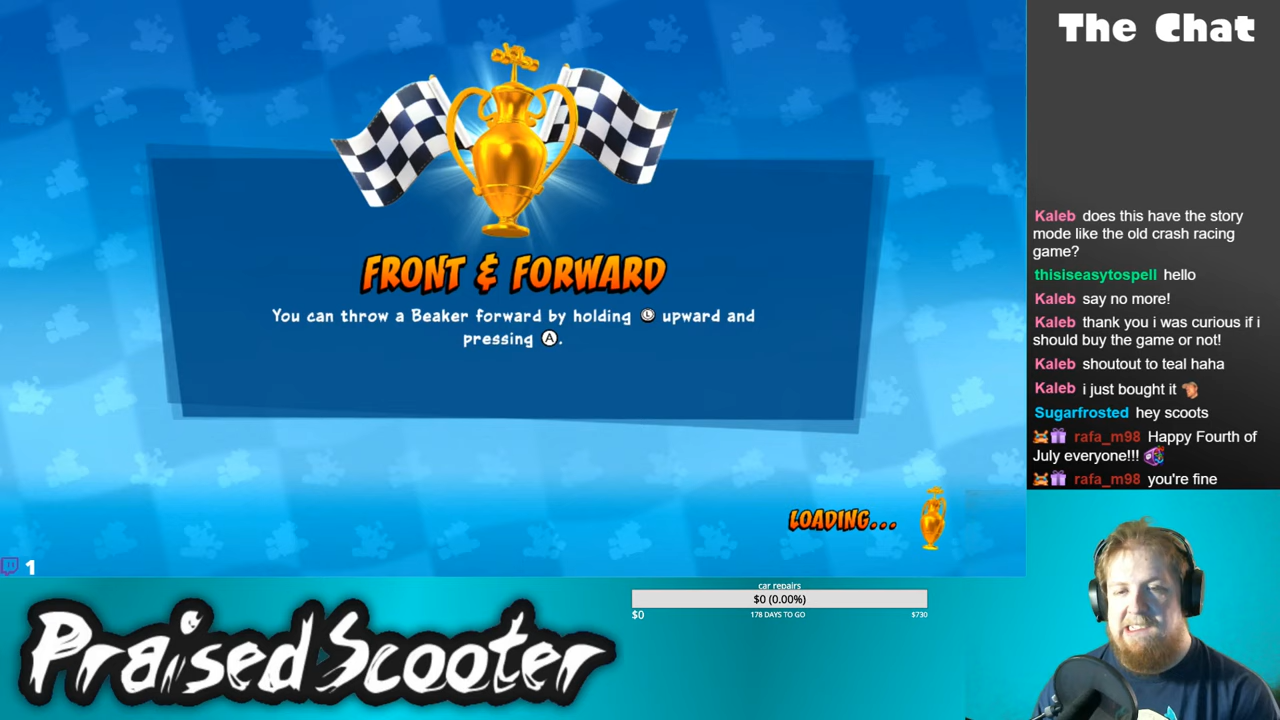 The Chat
FRONT & FORWARD
You can throw a Beaker forward by holding L upward and
pressing A.
LOADING...
Kaleb does this have the story
mode like the old crash racing
game?
thisiseasytospell hello
Kaleb say no more!
Kaleb thank you i was curious if i
should buy the game or not!
Kaleb shoutout to teal haha
Kaleb i just bought it
Sugarfrosted hey scoots
rafa_m98 Happy Fourth of
July everyone!!!
rafa_m98 you're fine
1
PraisedScooter
car repairs
$0 (0.00%)
$0 178 DAYS TO GO $730